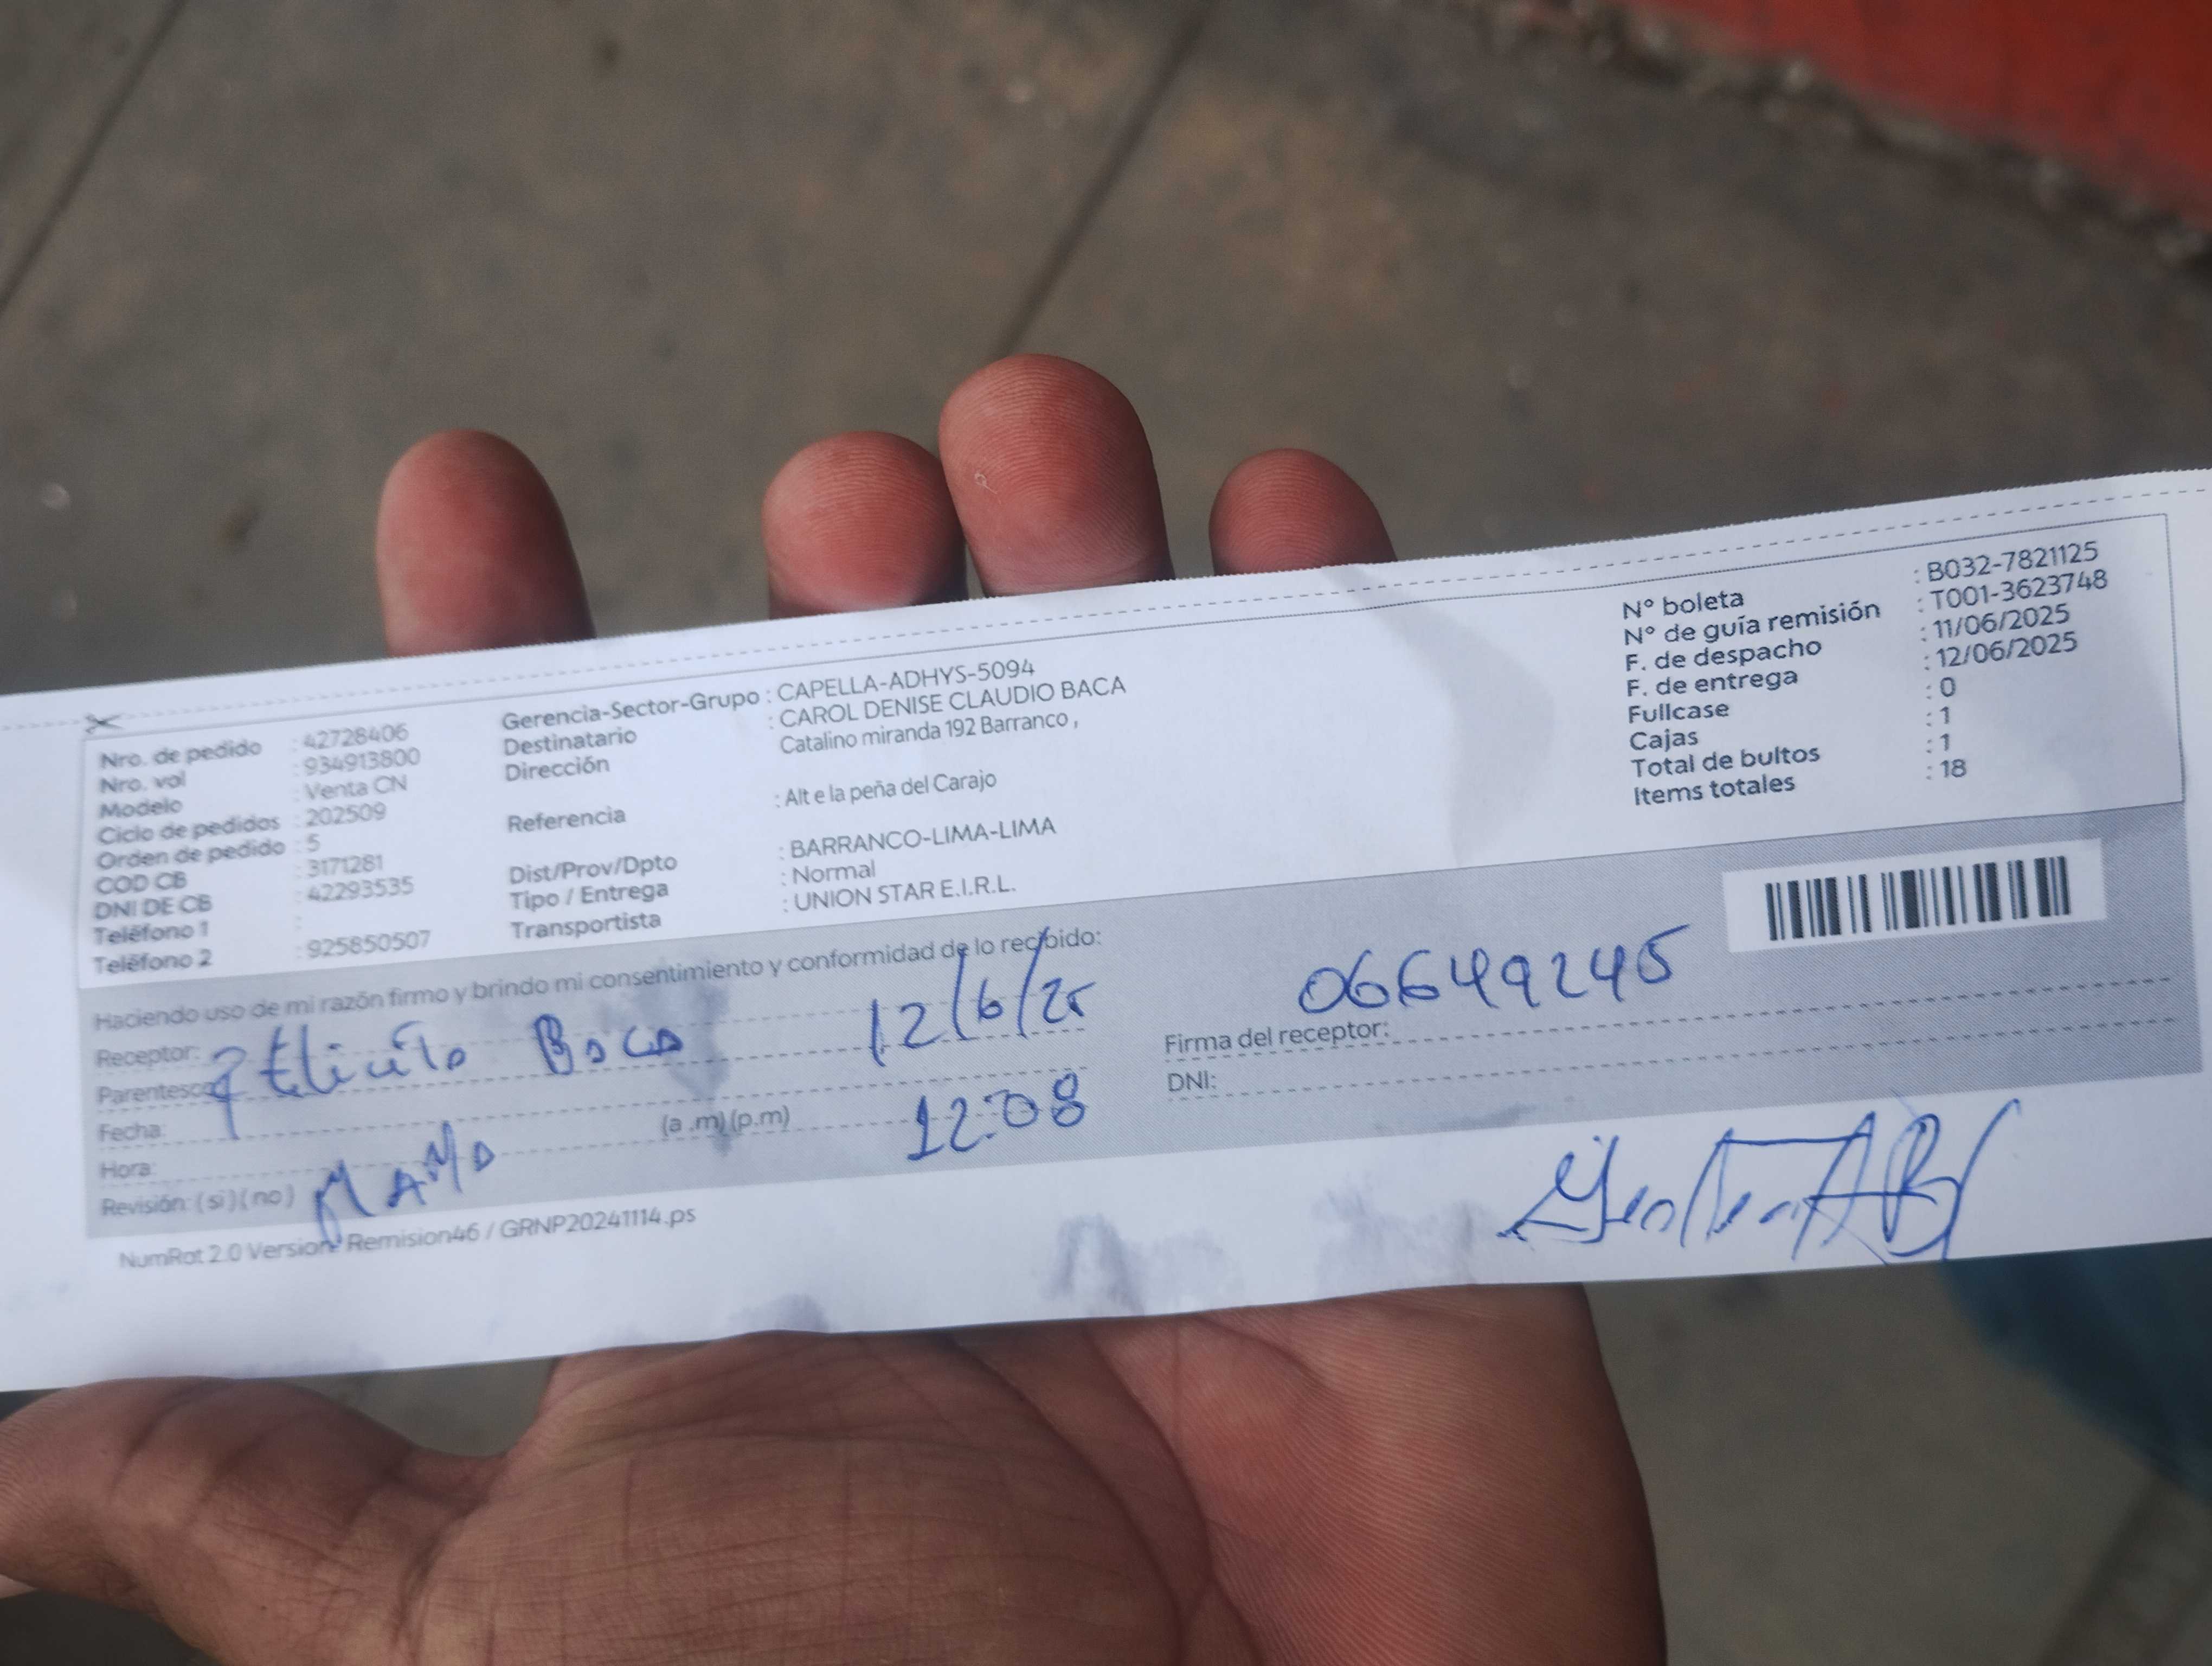 Nro. de pedido : 42728406
Nro. val : 934913800
Modelo : Venta CN
Ciclo de pedidos : 202509
Orden de pedido : 5
COD CB : 3171281
DNI DE CB : 42293535
Teléfono 1 :
Teléfono 2 : 925850507
Gerencia-Sector-Grupo : CAPELLA-ADHYS-5094
Destinatario : CAROL DENISE CLAUDIO BACA
Dirección Catalino miranda 192 Barranco ,
Referencia : Alt e la peña del Carajo
Dist/Prov/Dpto : BARRANCO-LIMA-LIMA
Tipo / Entrega : Normal
Transportista : UNION STAR E.I.R.L.
N° boleta : B032-7821125
N° de guía remisión : T001-3623748
F. de despacho : 11/06/2025
F. de entrega : 12/06/2025
Fullcase : 0
Cajas : 1
Total de bultos : 1
Items totales : 18
Haciendo uso de mi razón firmo y brindo mi consentimiento y conformidad de lo recibido:
Receptor: Baca 12/6/25
Parentesco:
Fecha:
Hora: (a.m) (p.m) 12:08
Revisión: (si) (no) MAMA
06649245
Firma del receptor:
DNI:
NumRat 2.0 Version: Remision46 / GRNP20241114.ps